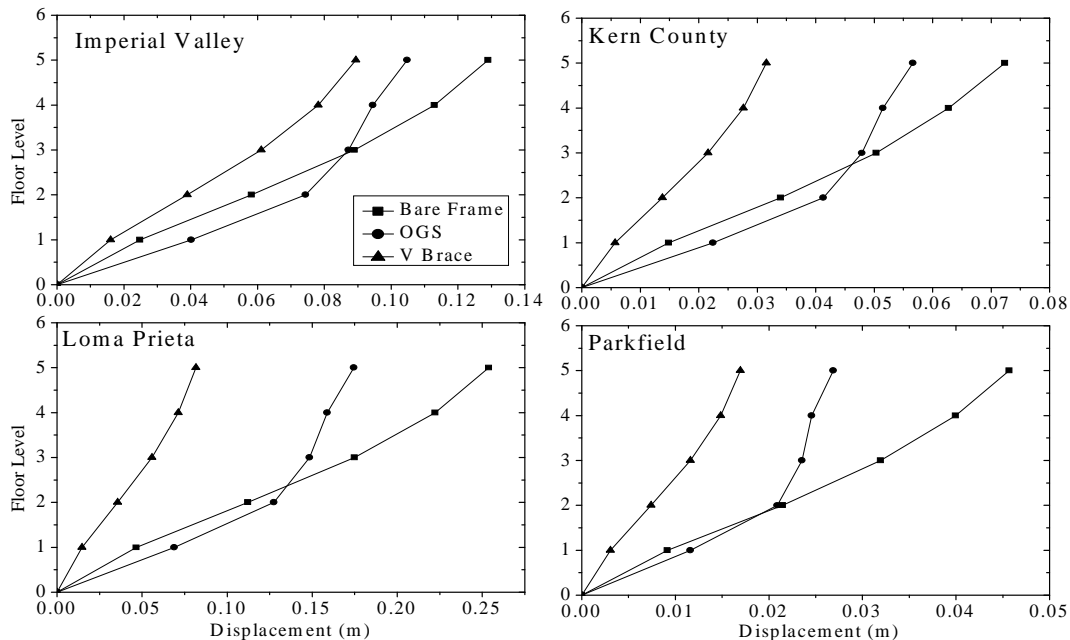 Imperial Valley
Floor Level
6
5
4
3
2
1
0
0.00 0.02 0.04 0.06 0.08 0.10 0.12 0.14
Bare Frame
OGS
V Brace
Kern County
6
5
4
3
2
1
0
0.00 0.01 0.02 0.03 0.04 0.05 0.06 0.07 0.08
Loma Prieta
Floor Level
6
5
4
3
2
1
0
0.00 0.05 0.10 0.15 0.20 0.25
Displacement (m)
Parkfield
6
5
4
3
2
1
0
0.00 0.01 0.02 0.03 0.04 0.05
Displacement (m)